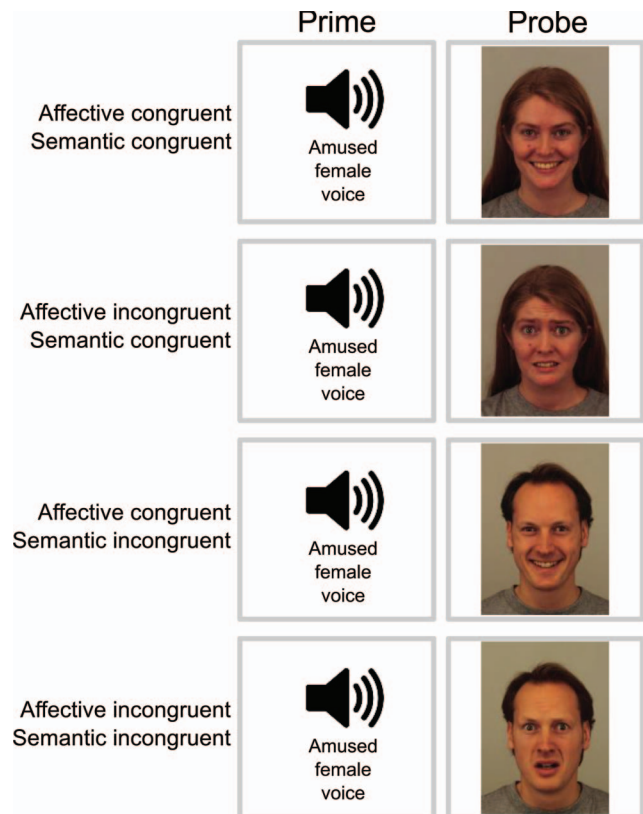 Prime
Probe
Affective congruent
Semantic congruent
Amused
female
voice
Affective incongruent
Semantic congruent
Amused
female
voice
Affective congruent
Semantic incongruent
Amused
female
voice
Affective incongruent
Semantic incongruent
Amused
female
voice